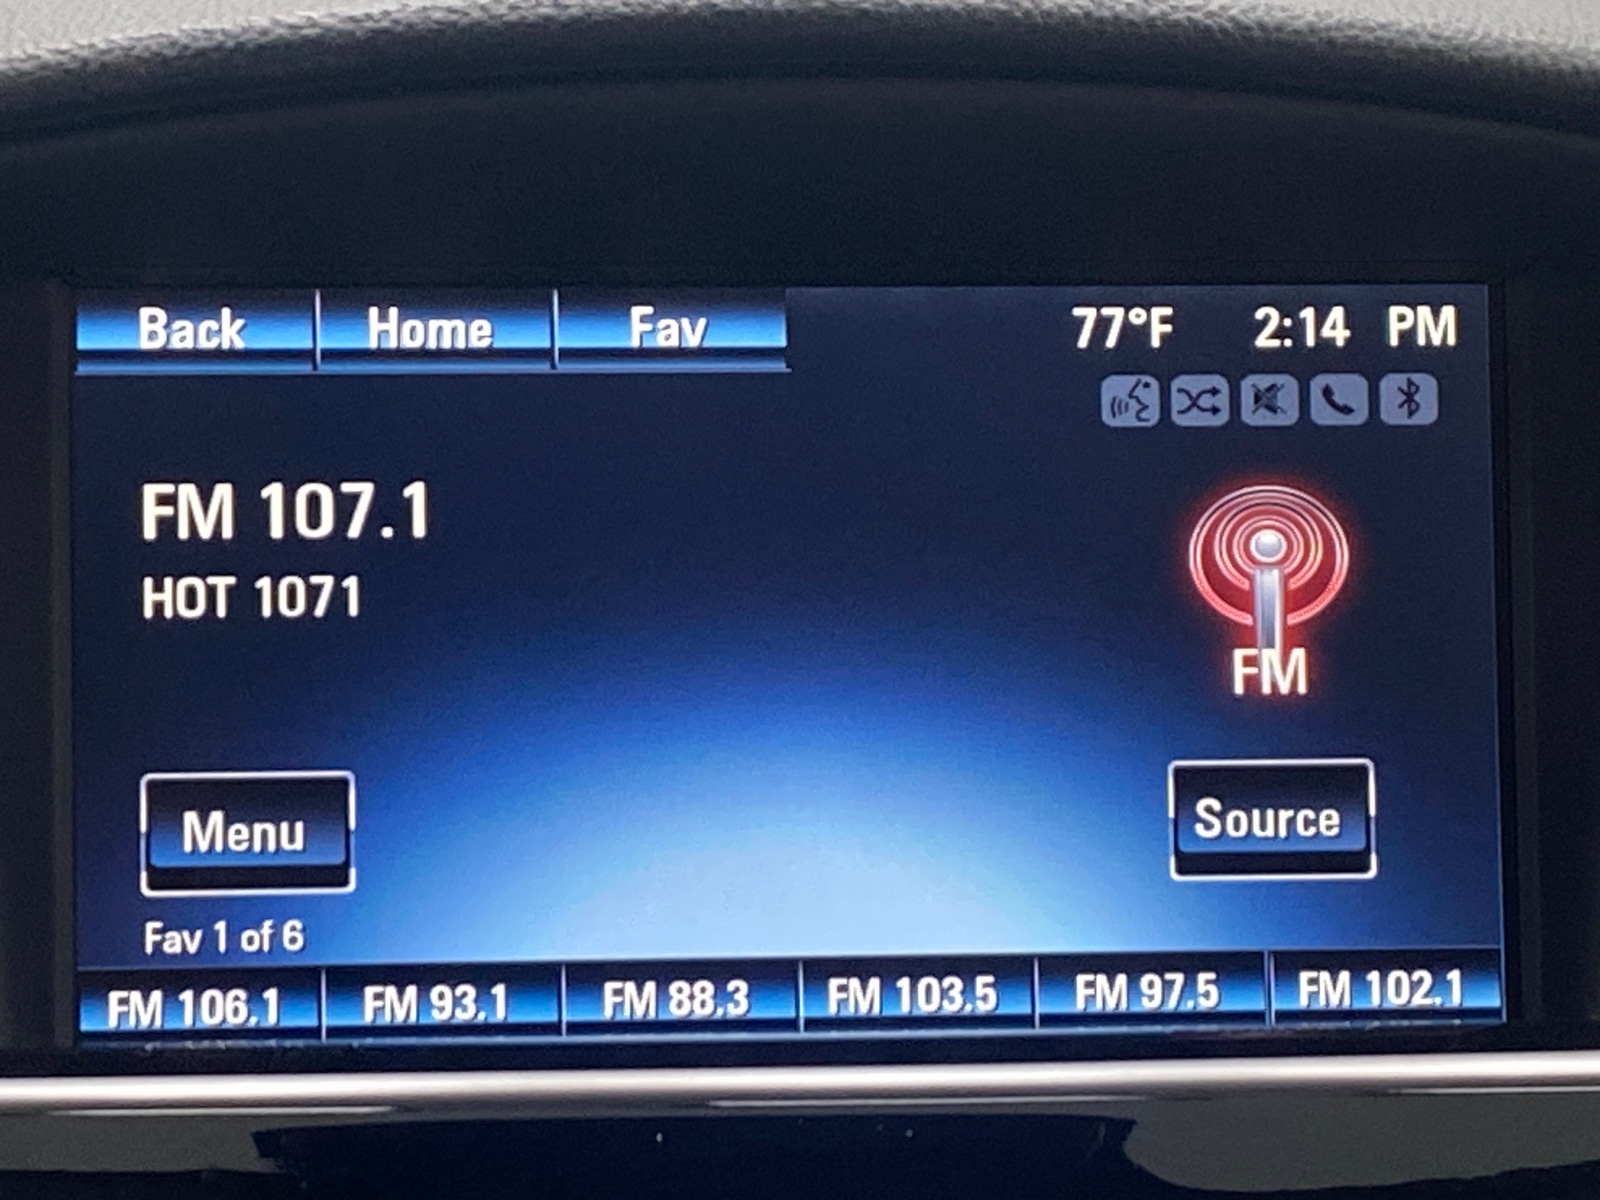 Back Home Fav 77°F 2:14 PM
FM 107.1
HOT 1071
FM
Menu Source
Fav 1 of 6
FM 106.1 FM 93.1 FM 88.3 FM 103.5 FM 97.5 FM 102.1